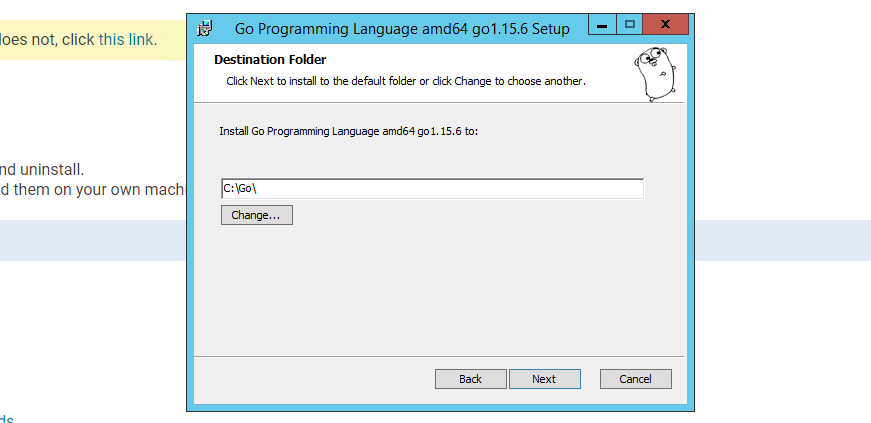 Go Programming Language amd64 go1.15.6 Setup
oes not, click this link.
Destination Folder
Click Next to install to the default folder or click Change to choose another.
Install Go Programming Language amd64 go1.15.6 to:
nd uninstall.
d them on your own mach
C:\Go\
Change...
Back
Next
Cancel
ds